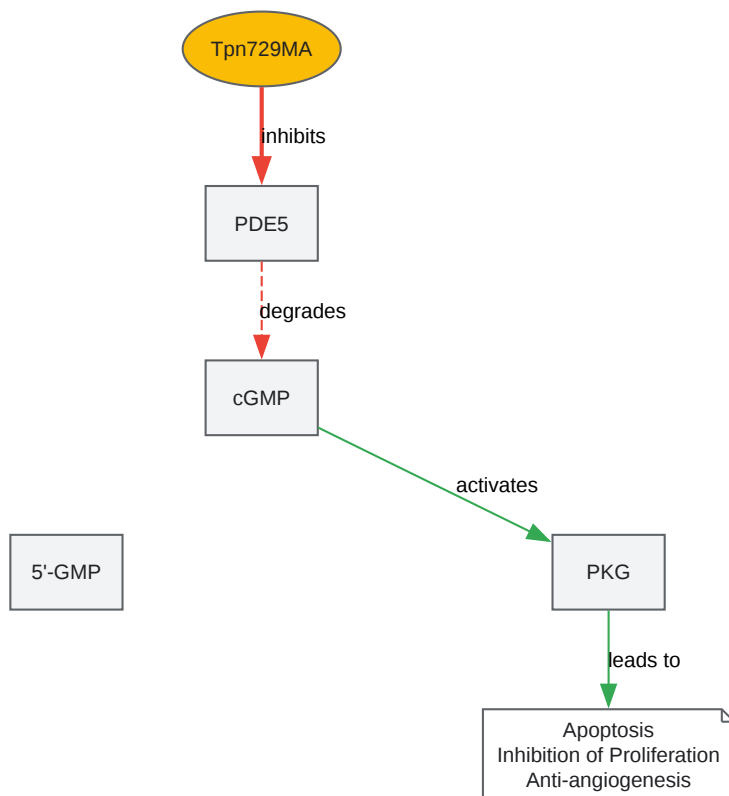 Tpn729MA
inhibits
PDE5
degrades
cGMP
activates
5'-GMP
PKG
leads to
Apoptosis
Inhibition of Proliferation
Anti-angiogenesis